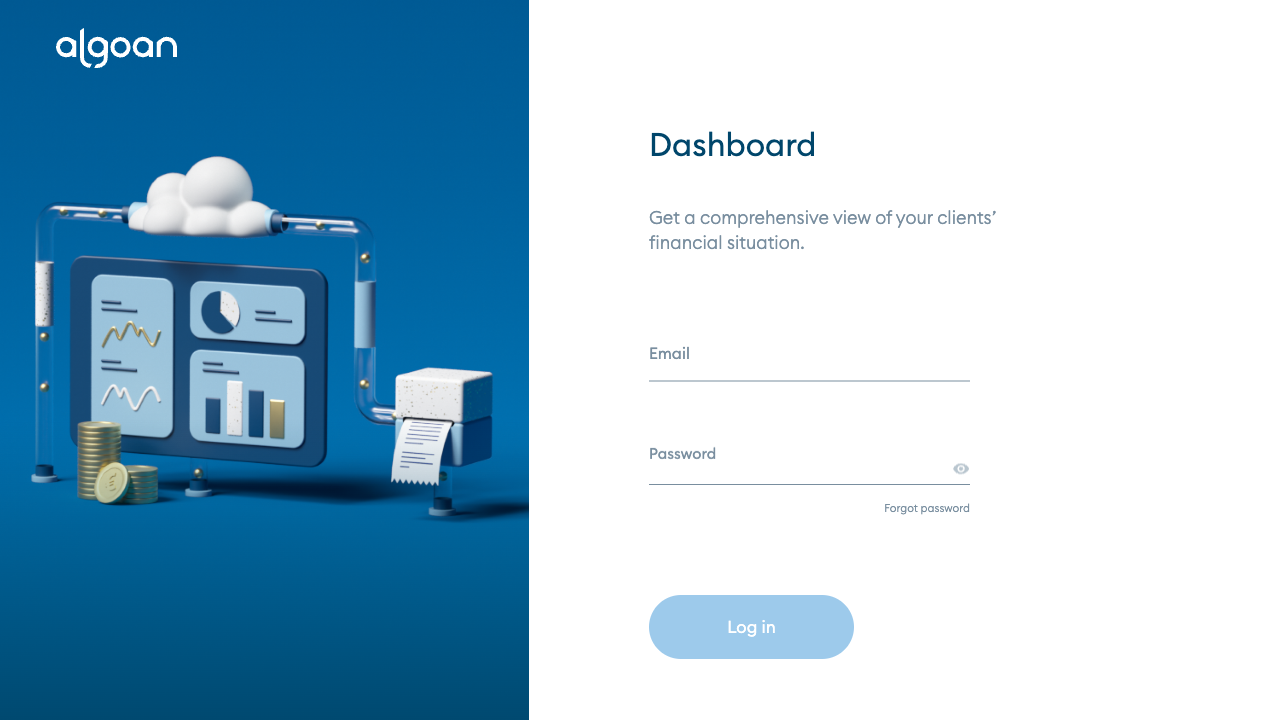 algoan
Dashboard
Get a comprehensive view of your clients’
financial situation.
Email
Password
Forgot password
Log in